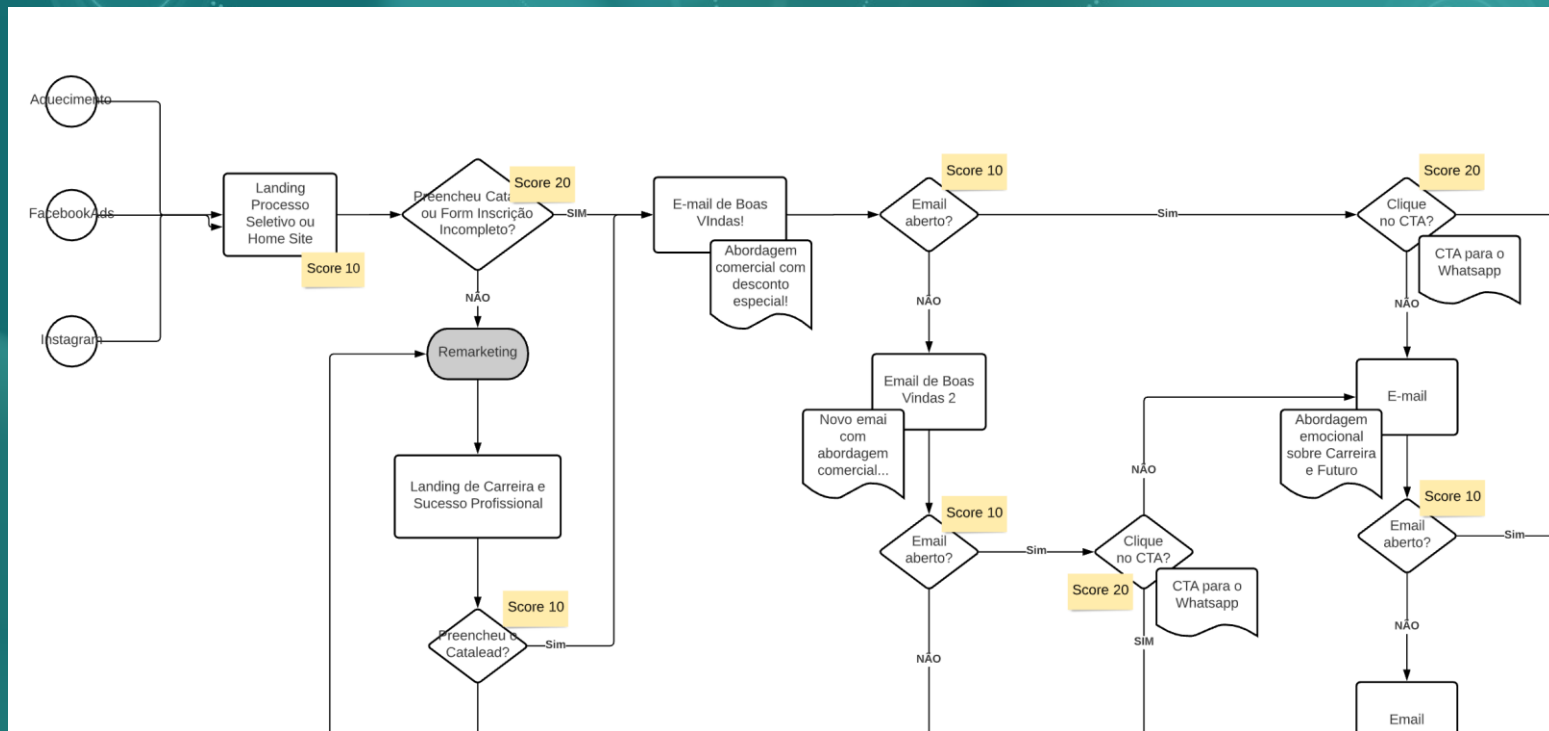 Aquecimento
FacebookAds
Instagram
Landing
Processo
Seletivo ou
Home Site
Score 10
Preencheu
ou Form Inscrição
Incompleto?
Score 20
SIM
NÃO
Remarketing
Landing de Carreira e
Sucesso Profissional
Score 10
Preencheu o
Catalead?
Sim
E-mail de Boas
VIndas!
Abordagem
comercial com
desconto
especial!
Score 10
Email
aberto?
Sim
NÃO
Email de Boas
Vindas 2
Novo emai
com
abordagem
comercial...
Score 10
Email
aberto?
Sim
NÃO
Clique
no CTA?
Score 20
CTA para o
Whatsapp
NÃO
SIM
Score 20
Clique
no CTA?
CTA para o
Whatsapp
NÃO
E-mail
Abordagem
emocional
sobre Carreira
e Futuro
Score 10
Email
aberto?
Sim
NÃO
Email